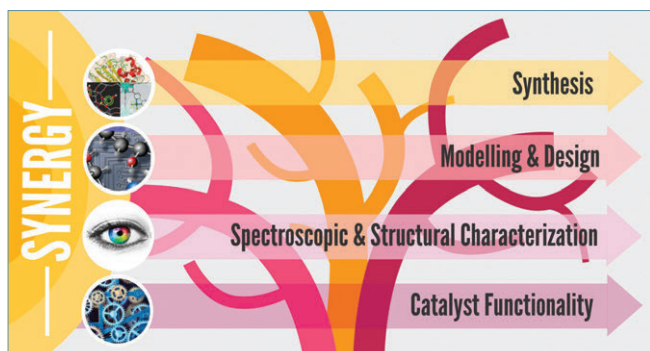 SYNERGY
Synthesis
Modelling & Design
Spectroscopic & Structural Characterization
Catalyst Functionality